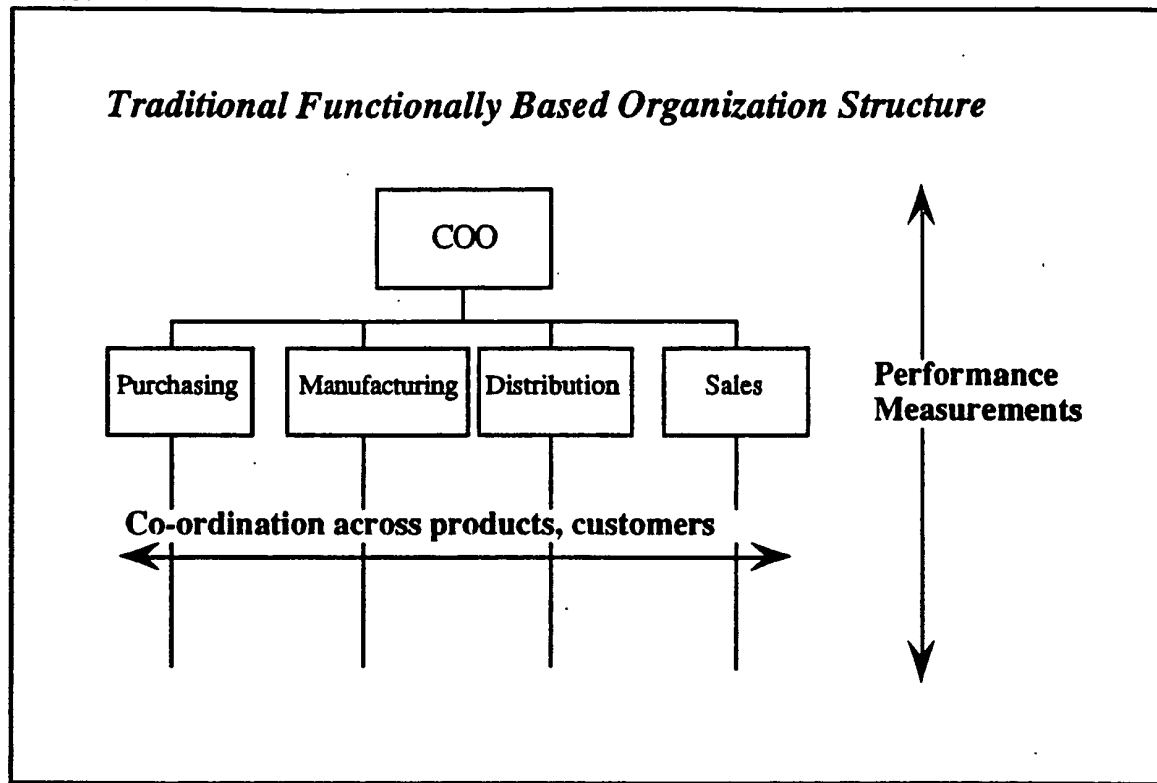 Traditional Functionally Based Organization Structure
COO
Purchasing
Manufacturing
Distribution
Sales
Performance
Measurements
Co-ordination across products, customers